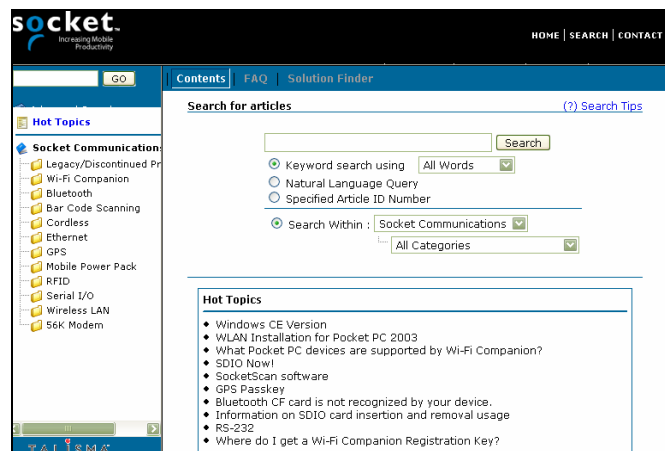 socket™
Increasing Mobile
Productivity
HOME | SEARCH | CONTACT
GO
Contents | FAQ | Solution Finder
Search for articles
(?) Search Tips
Hot Topics
Socket Communications
Legacy/Discontinued Pr
Wi-Fi Companion
Bluetooth
Bar Code Scanning
Cordless
Ethernet
GPS
Mobile Power Pack
RFID
Serial I/O
Wireless LAN
56K Modem
Search
Keyword search using All Words
Natural Language Query
Specified Article ID Number
Search Within : Socket Communications
All Categories
Hot Topics
Windows CE Version
WLAN Installation for Pocket PC 2003
What Pocket PC devices are supported by Wi-Fi Companion?
SDIO Now!
SocketScan software
GPS Passkey
Bluetooth CF card is not recognized by your device.
Information on SDIO card insertion and removal usage
RS-232
Where do I get a Wi-Fi Companion Registration Key?
TALISMA